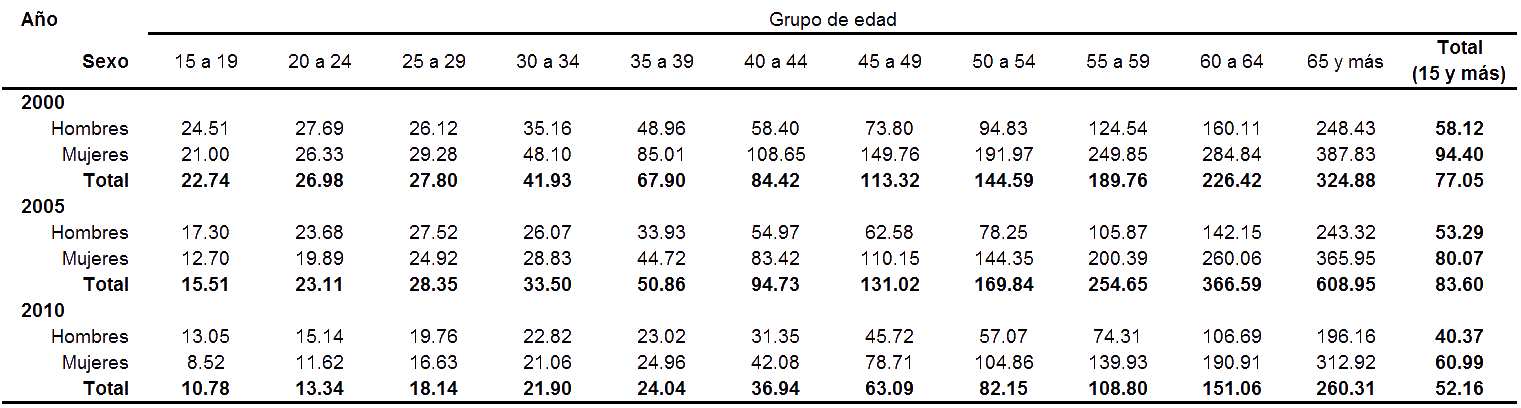 Año Grupo de edad
Sexo 15 a 19 20 a 24 25 a 29 30 a 34 35 a 39 40 a 44 45 a 49 50 a 54 55 a 59 60 a 64 65 y más Total (15 y más)
2000
Hombres 24.51 27.69 26.12 35.16 48.96 58.40 73.80 94.83 124.54 160.11 248.43 58.12
Mujeres 21.00 26.33 29.28 48.10 85.01 108.65 149.76 191.97 249.85 284.84 387.83 94.40
Total 22.74 26.98 27.80 41.93 67.90 84.42 113.32 144.59 189.76 226.42 324.88 77.05
2005
Hombres 17.30 23.68 27.52 26.07 33.93 54.97 62.58 78.25 105.87 142.15 243.32 53.29
Mujeres 12.70 19.89 24.92 28.83 44.72 83.42 110.15 144.35 200.39 260.06 365.95 80.07
Total 15.51 23.11 28.35 33.50 50.86 94.73 131.02 169.84 254.65 366.59 608.95 83.60
2010
Hombres 13.05 15.14 19.76 22.82 23.02 31.35 45.72 57.07 74.31 106.69 196.16 40.37
Mujeres 8.52 11.62 16.63 21.06 24.96 42.08 78.71 104.86 139.93 190.91 312.92 60.99
Total 10.78 13.34 18.14 21.90 24.04 36.94 63.09 82.15 108.80 151.06 260.31 52.16